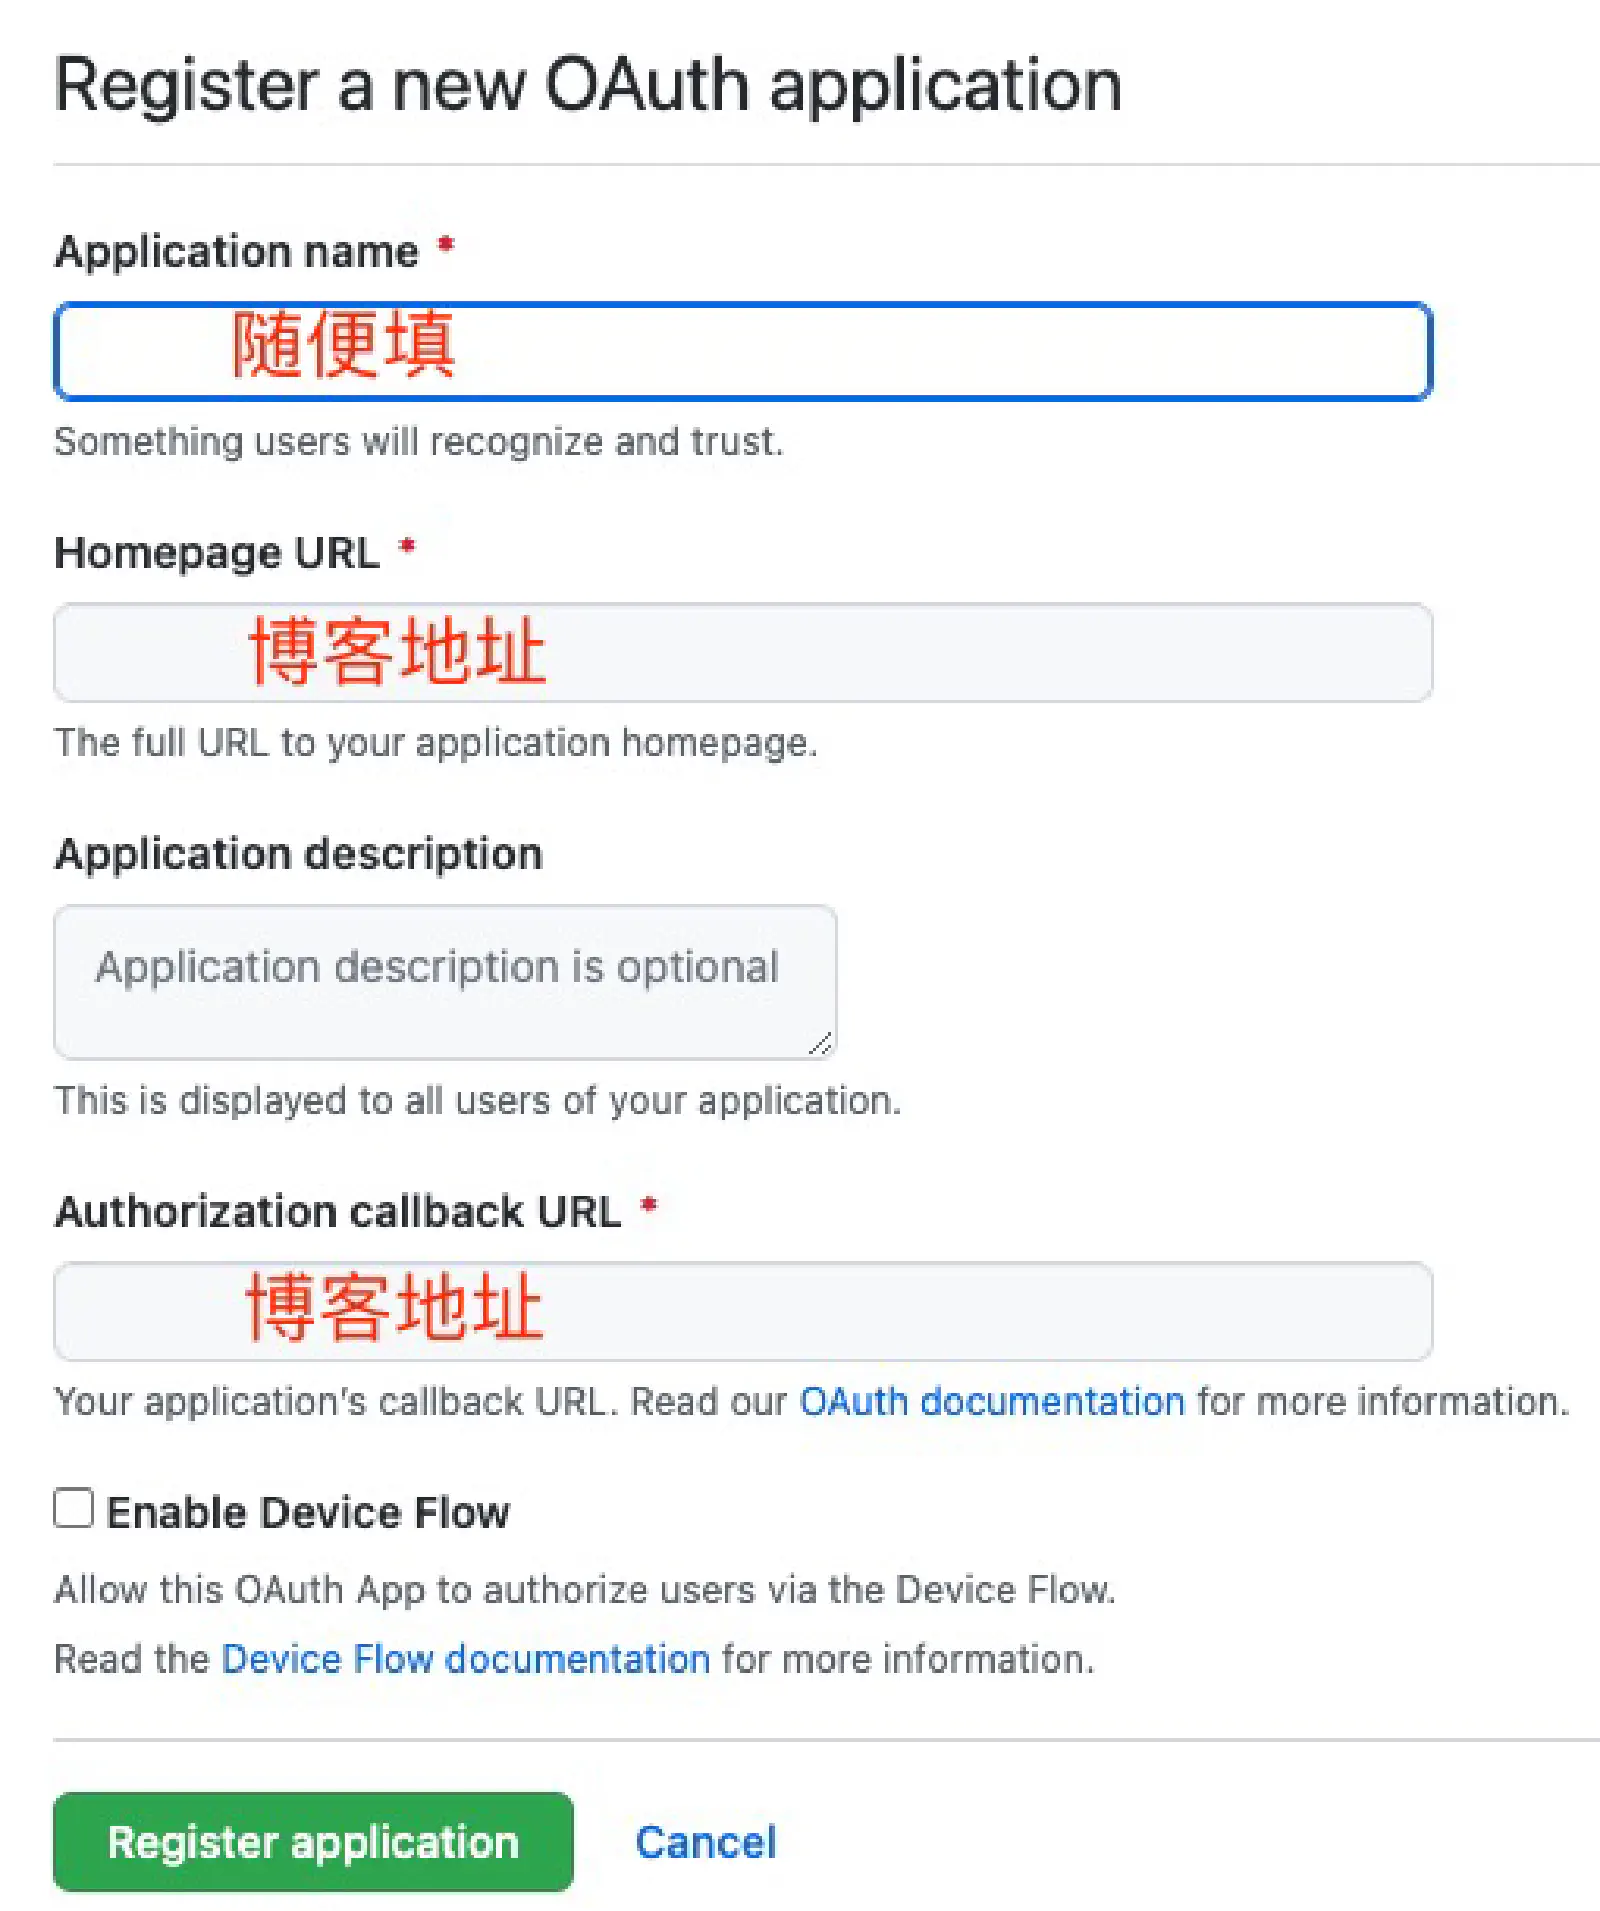 Register a new OAuth application
Application name *
随便填
Something users will recognize and trust.
Homepage URL *
博客地址
The full URL to your application homepage.
Application description
Application description is optional
This is displayed to all users of your application.
Authorization callback URL *
博客地址
Your application's callback URL. Read our OAuth documentation for more information.
Enable Device Flow
Allow this OAuth App to authorize users via the Device Flow.
Read the Device Flow documentation for more information.
Register application Cancel